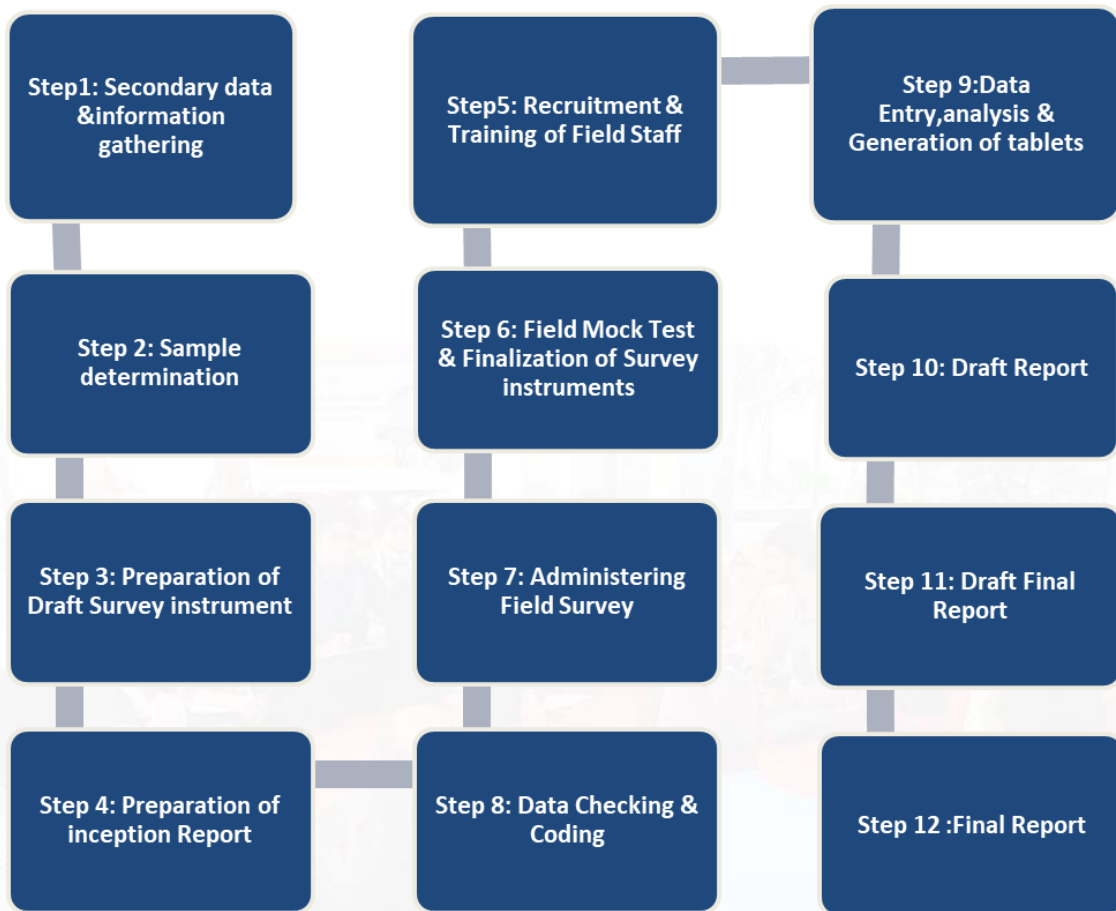 Step1: Secondary data
&information
gathering
Step 2: Sample
determination
Step 3: Preparation of
Draft Survey instrument
Step 4: Preparation of
inception Report
Step5: Recruitment &
Training of Field Staff
Step 6: Field Mock Test
& Finalization of Survey
instruments
Step 7: Administering
Field Survey
Step 8: Data Checking &
Coding
Step 9:Data
Entry,analysis &
Generation of tablets
Step 10: Draft Report
Step 11: Draft Final
Report
Step 12 :Final Report